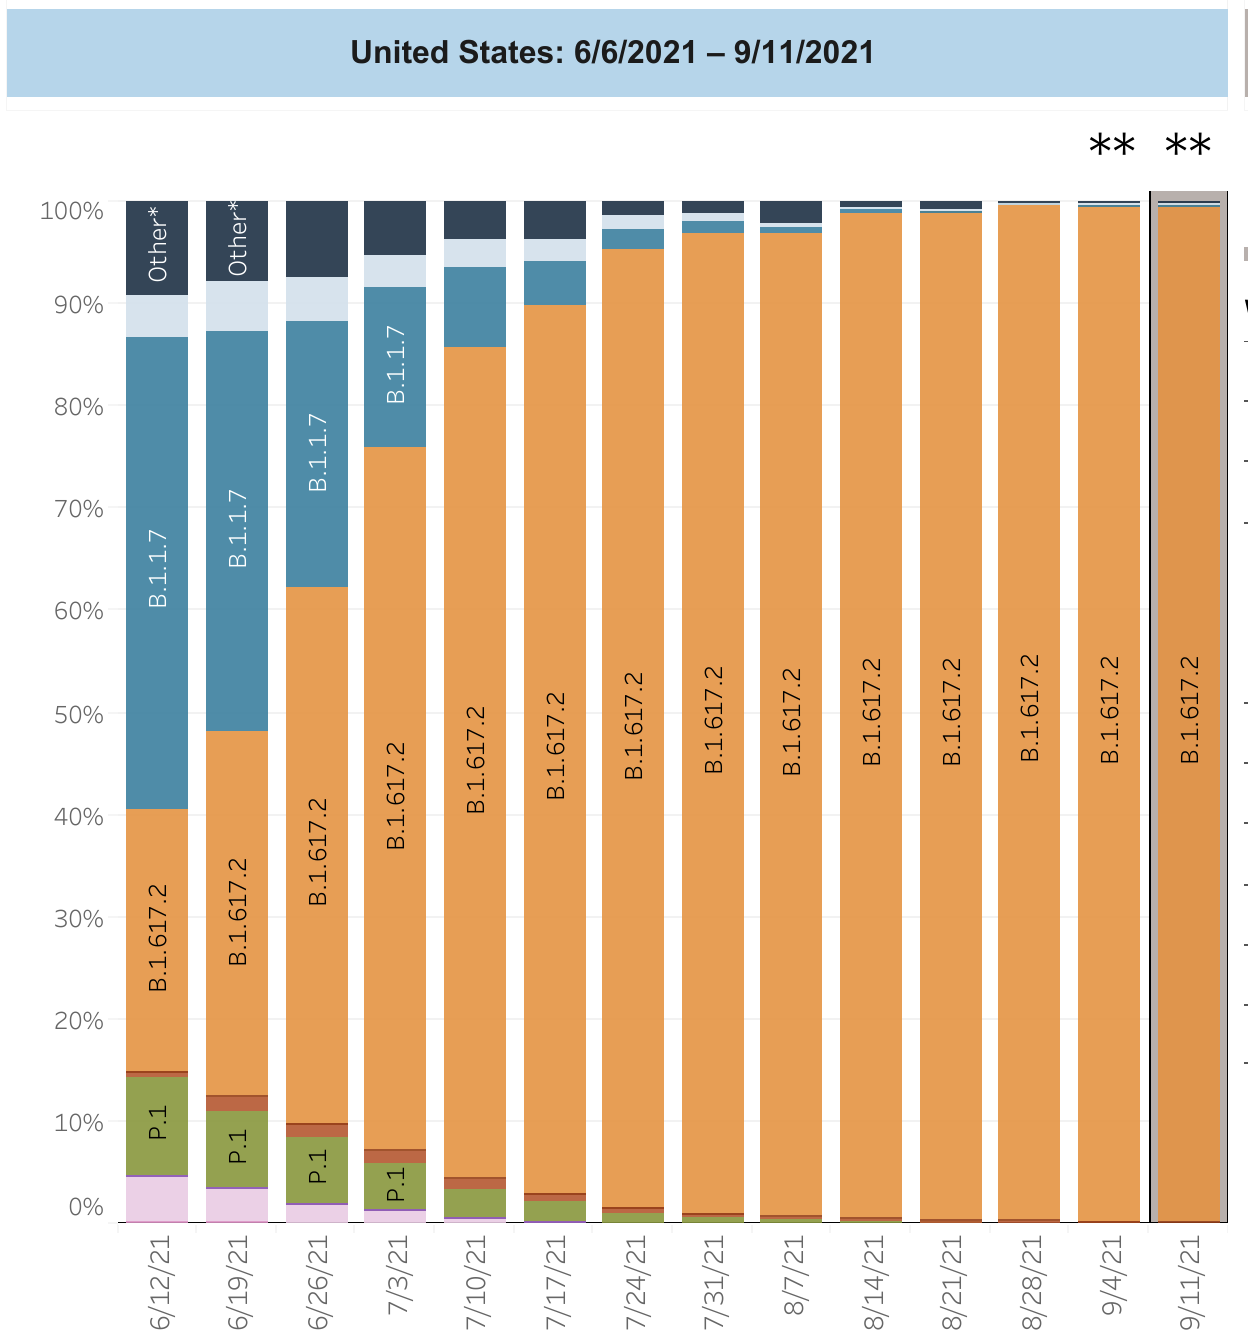 United States: 6/6/2021 – 9/11/2021
** **
100%
90%
80%
70%
60%
50%
40%
30%
20%
10%
0%
Other*
B.1.1.7
B.1.617.2
P.1
Other*
B.1.1.7
B.1.617.2
P.1
B.1.1.7
B.1.617.2
P.1
B.1.1.7
B.1.617.2
P.1
B.1.617.2
B.1.617.2
B.1.617.2
B.1.617.2
B.1.617.2
B.1.617.2
B.1.617.2
B.1.617.2
B.1.617.2
B.1.617.2
6/12/21
6/19/21
6/26/21
7/3/21
7/10/21
7/17/21
7/24/21
7/31/21
8/7/21
8/14/21
8/21/21
8/28/21
9/4/21
9/11/21